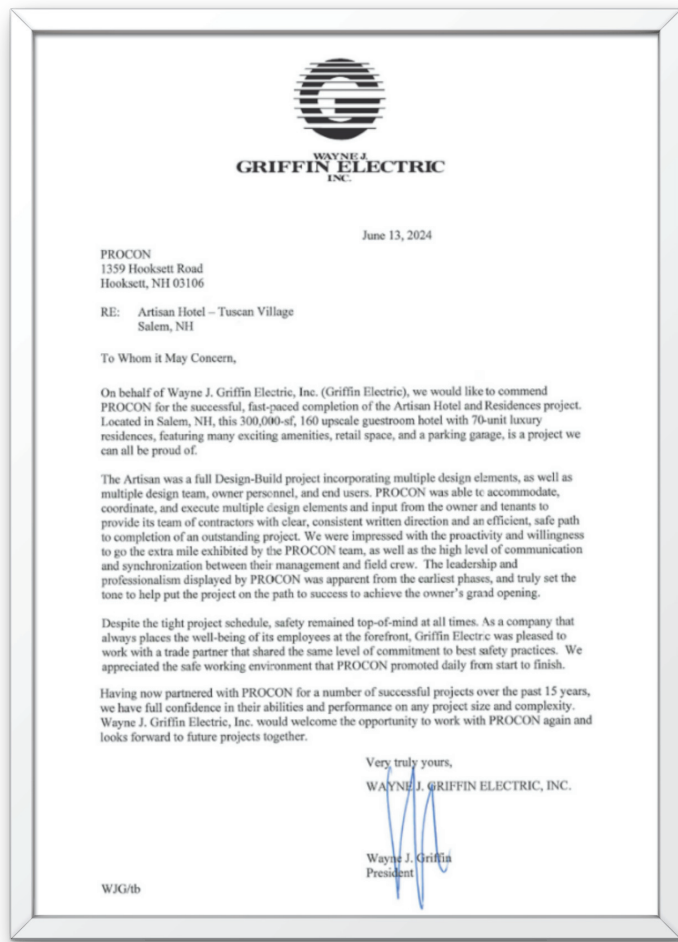 WAYNE J.
GRIFFIN ELECTRIC
INC.
June 13, 2024
PROCON
1359 Hooksett Road
Hooksett, NH 03106
RE: Artisan Hotel – Tuscan Village
Salem, NH
To Whom it May Concern,
On behalf of Wayne J. Griffin Electric, Inc. (Griffin Electric), we would like to commend
PROCON for the successful, fast-paced completion of the Artisan Hotel and Residences project.
Located in Salem, NH, this 300,000-sf, 160 upscale guestroom hotel with 70-unit luxury
residences, featuring many exciting amenities, retail space, and a parking garage, is a project we
can all be proud of.
The Artisan was a full Design-Build project incorporating multiple design elements, as well as
multiple design team, owner personnel, and end users. PROCON was able to accommodate,
coordinate, and execute multiple design elements and input from the owner and tenants to
provide its team of contractors with clear, consistent written direction and an efficient, safe path
to completion of an outstanding project. We were impressed with the proactivity and willingness
to go the extra mile exhibited by the PROCON team, as well as the high level of communication
and synchronization between their management and field crew. The leadership and
professionalism displayed by PROCON was apparent from the earliest phases, and truly set the
tone to help put the project on the path to success to achieve the owner's grand opening.
Despite the tight project schedule, safety remained top-of-mind at all times. As a company that
always places the well-being of its employees at the forefront, Griffin Electric was pleased to
work with a trade partner that shared the same level of commitment to best safety practices. We
appreciated the safe working environment that PROCON promoted daily from start to finish.
Having now partnered with PROCON for a number of successful projects over the past 15 years,
we have full confidence in their abilities and performance on any project size and complexity.
Wayne J. Griffin Electric, Inc. would welcome the opportunity to work with PROCON again and
looks forward to future projects together.
Very truly yours,
WAYNE J. GRIFFIN ELECTRIC, INC.
Wayne J. Griffin
President
WJG/tb